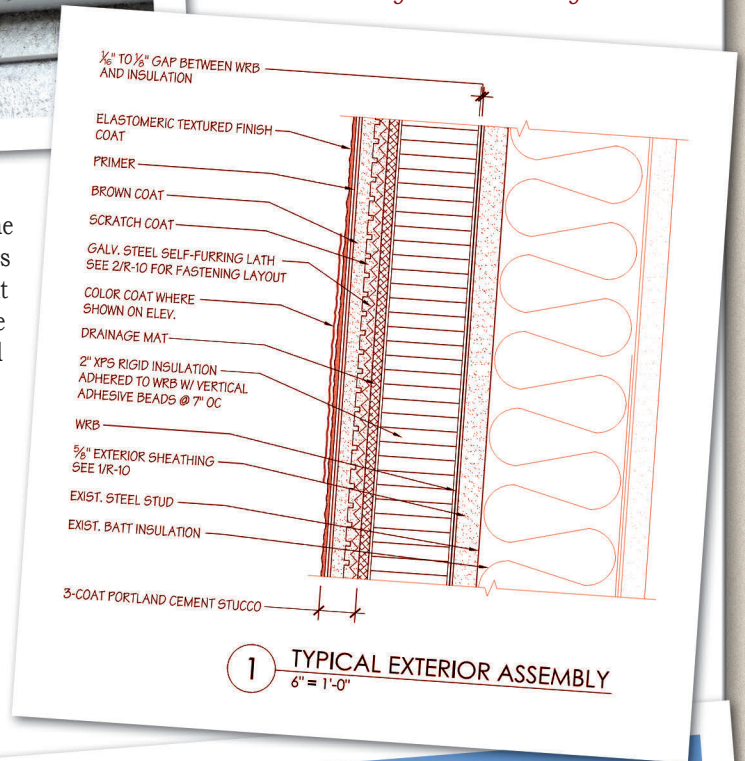 1/16" TO 1/8" GAP BETWEEN WRB
AND INSULATION
ELASTOMERIC TEXTURED FINISH
COAT
PRIMER
BROWN COAT
SCRATCH COAT
GALV. STEEL SELF-FURRING LATH
SEE 2/R-10 FOR FASTENING LAYOUT
COLOR COAT WHERE
SHOWN ON ELEV.
DRAINAGE MAT
2" XPS RIGID INSULATION
ADHERED TO WRB W/ VERTICAL
ADHESIVE BEADS @ 7" OC
WRB
5/8" EXTERIOR SHEATHING
SEE 1/R-10
EXIST. STEEL STUD
EXIST. BATT INSULATION
3-COAT PORTLAND CEMENT STUCCO
1 TYPICAL EXTERIOR ASSEMBLY
6" = 1'-0"